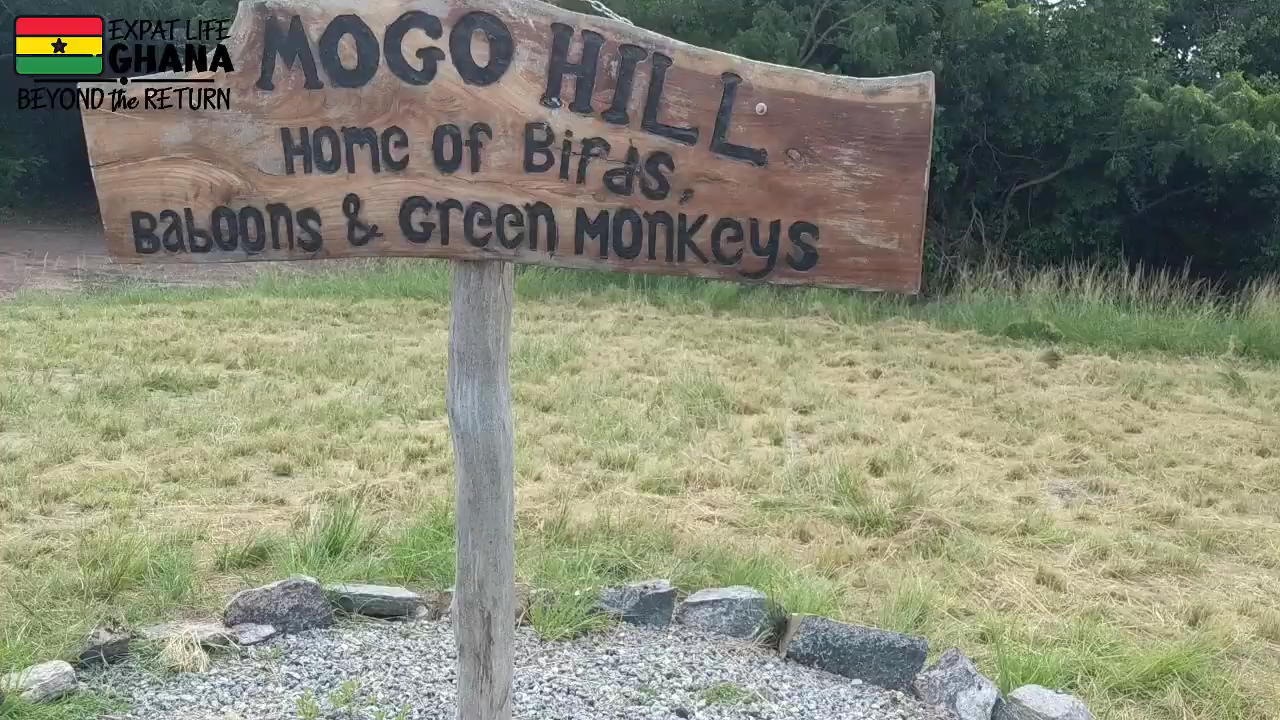 EXPAT LIFE
GHANA
BEYOND the RETURN
MOGO HILL
Home of Birds,
Baboons & Green Monkeys